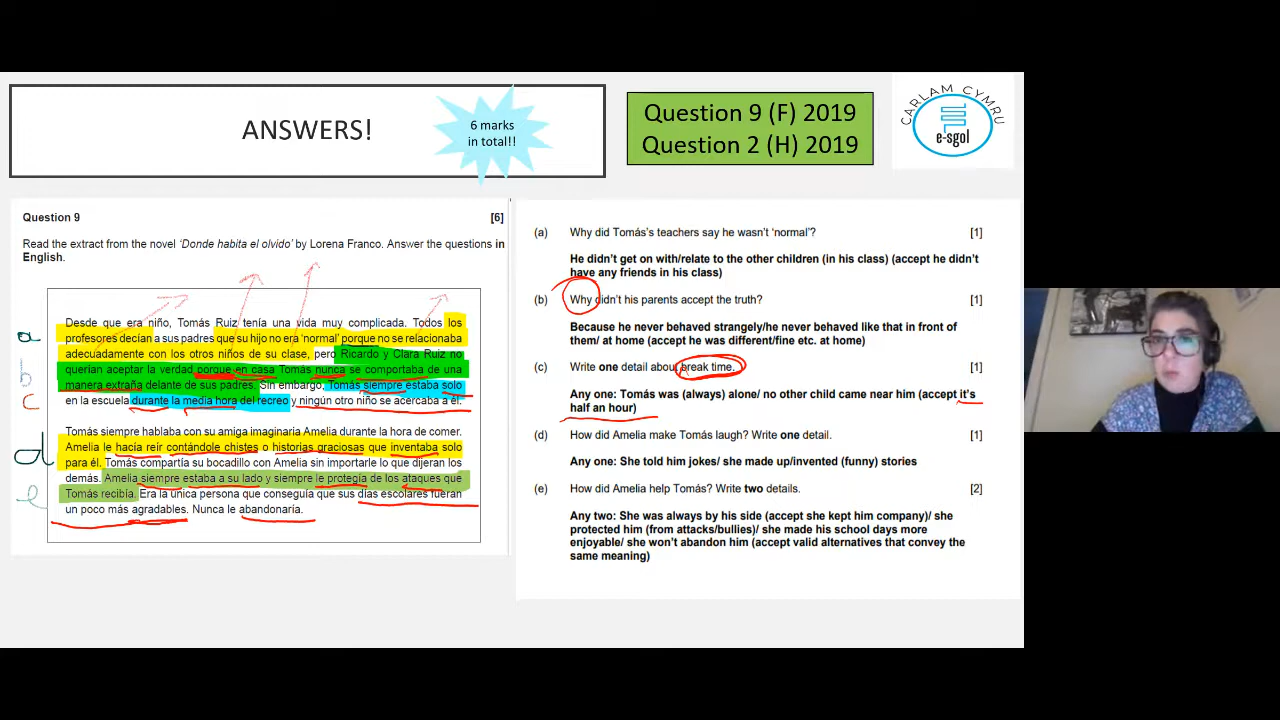 ANSWERS!
6 marks
in total!!
Question 9 (F) 2019
Question 2 (H) 2019
CARLAM CYMRU
e-sgol
Question 9 [6]
Read the extract from the novel 'Donde habita el olvido' by Lorena Franco. Answer the questions in
English.
a
b
c
d
e
Desde que era niño, Tomás Ruiz tenía una vida muy complicada. Todos los
profesores decían a sus padres que su hijo no era 'normal' porque no se relacionaba
adecuadamente con los otros niños de su clase, pero Ricardo y Clara Ruiz no
querían aceptar la verdad porque en casa Tomás nunca se comportaba de una
manera extraña delante de sus padres. Sin embargo, Tomás siempre estaba solo
en la escuela durante la media hora del recreo y ningún otro niño se acercaba a él.
Tomás siempre hablaba con su amiga imaginaria Amelia durante la hora de comer.
Amelia le hacía reír contándole chistes o historias graciosas que inventaba solo
para él. Tomás compartía su bocadillo con Amelia sin importarle lo que dijeran los
demás. Amelia siempre estaba a su lado y siempre le protegía de los ataques que
Tomás recibía. Era la única persona que conseguía que sus días escolares fueran
un poco más agradables. Nunca le abandonaría.
(a) Why did Tomás's teachers say he wasn't 'normal'? [1]
He didn't get on with/relate to the other children (in his class) (accept he didn't
have any friends in his class)
(b) Why didn't his parents accept the truth? [1]
Because he never behaved strangely/he never behaved like that in front of
them/ at home (accept he was different/fine etc. at home)
(c) Write one detail about break time. [1]
Any one: Tomás was (always) alone/ no other child came near him (accept it's
half an hour)
(d) How did Amelia make Tomás laugh? Write one detail. [1]
Any one: She told him jokes/ she made up/invented (funny) stories
(e) How did Amelia help Tomás? Write two details. [2]
Any two: She was always by his side (accept she kept him company)/ she
protected him (from attacks/bullies)/ she made his school days more
enjoyable/ she won't abandon him (accept valid alternatives that convey the
same meaning)